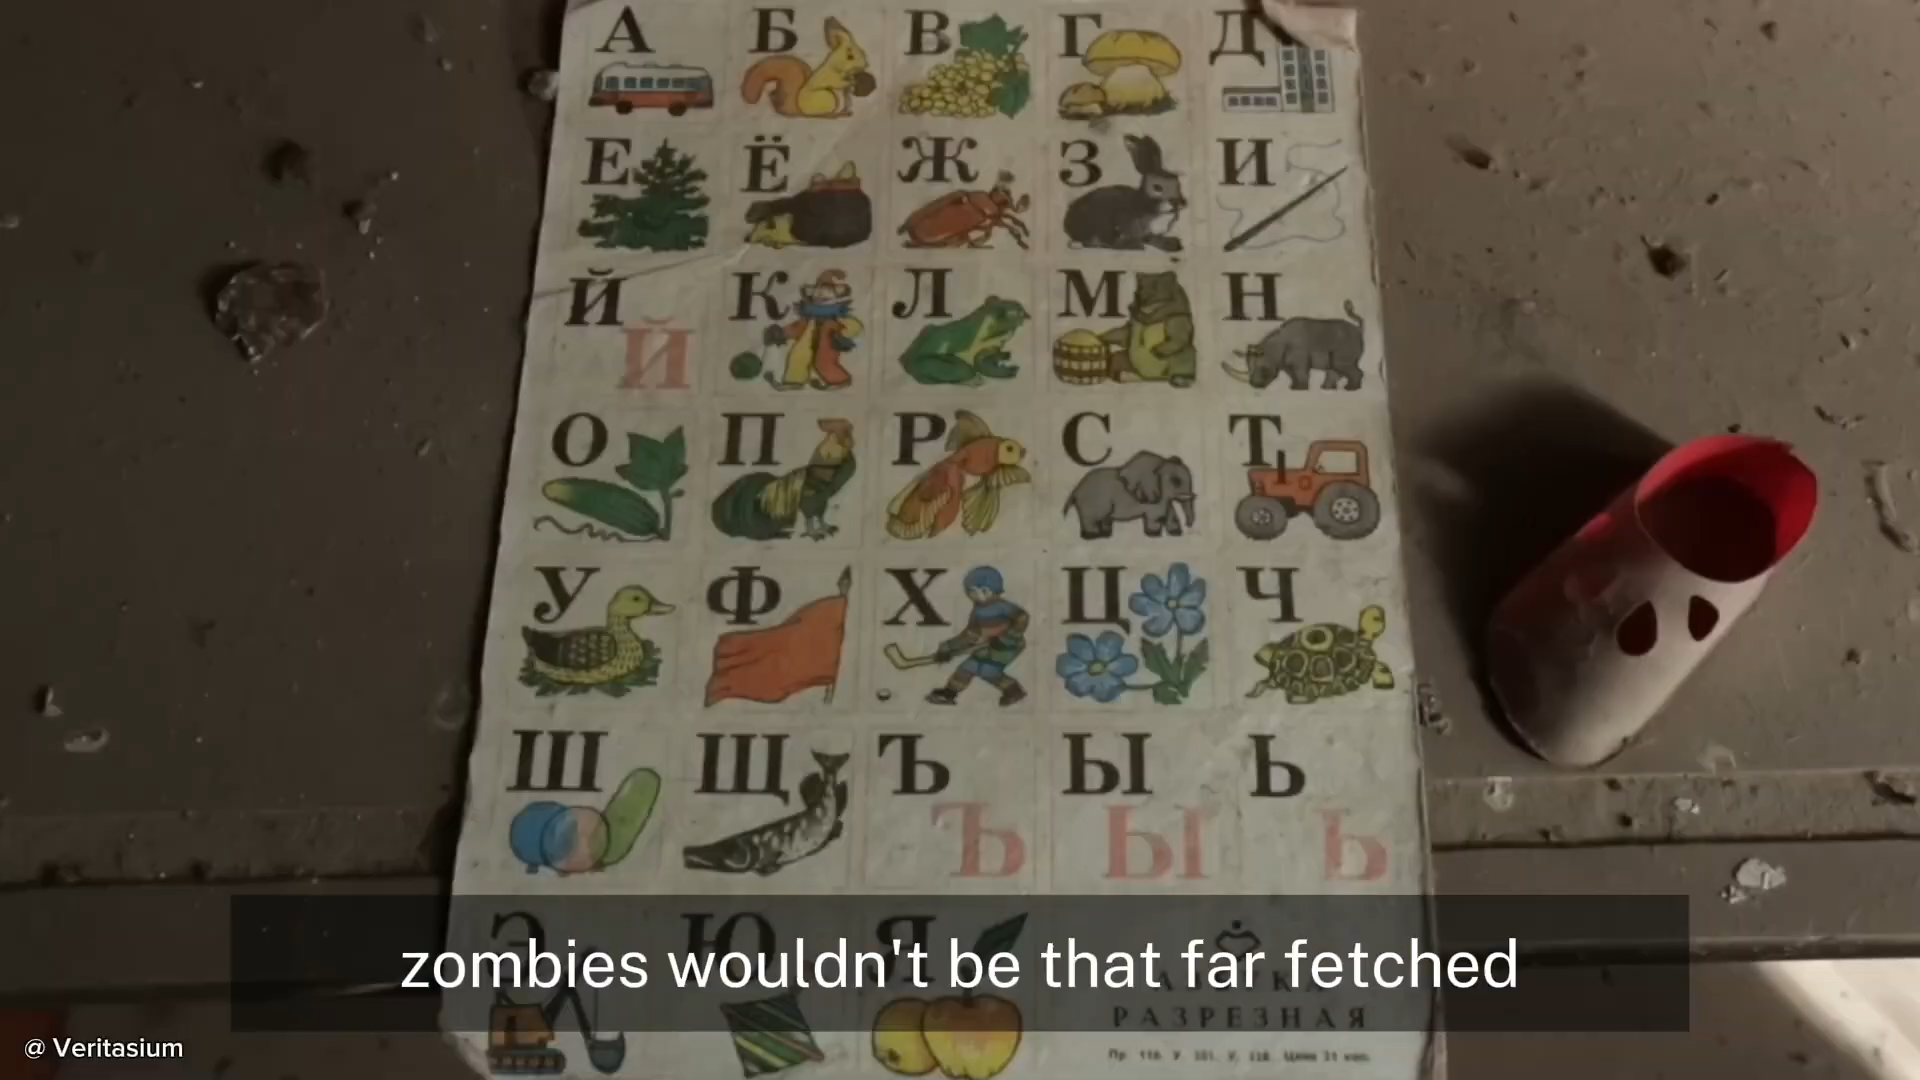 А Б В Г Д
Е Ё Ж З И
Й К Л М Н
Й
О П Р С Т
У Ф Х Ц Ч
Ш Щ Ъ Ы Ь
Ъ Ы Ь
Э Ю Я
zombies wouldn't be that far fetched
РАЗРЕЗНАЯ
@ Veritasium